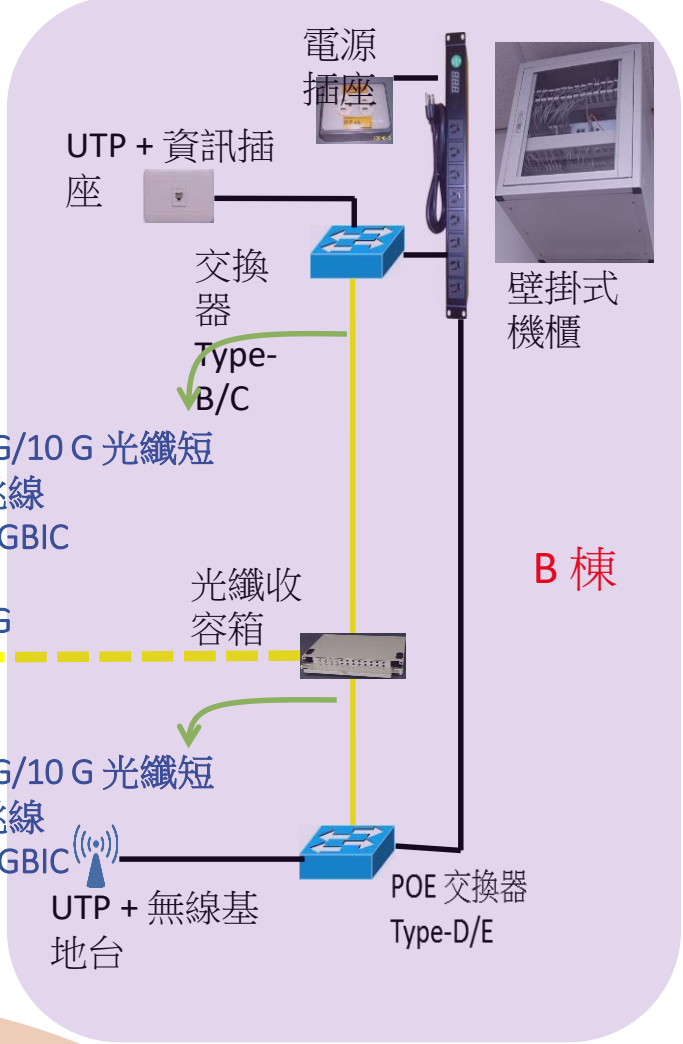 電源
插座
UTP + 資訊插
座
交換
器
Type-
B/C
壁掛式
機櫃
G/10 G 光纖短
跳線
GBIC
B 棟
光纖收
容箱
G
G/10 G 光纖短
跳線
GBIC
UTP + 無線基
地台
POE 交換器
Type-D/E